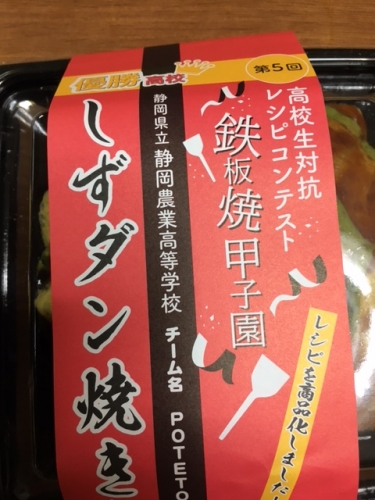 第5回
高校生対抗
レシピコンテスト
鉄板焼甲子園
レシピを商品化しました
優勝高校
静岡県立 静岡農業高等学校 チーム名 POTETO
しずダン焼き